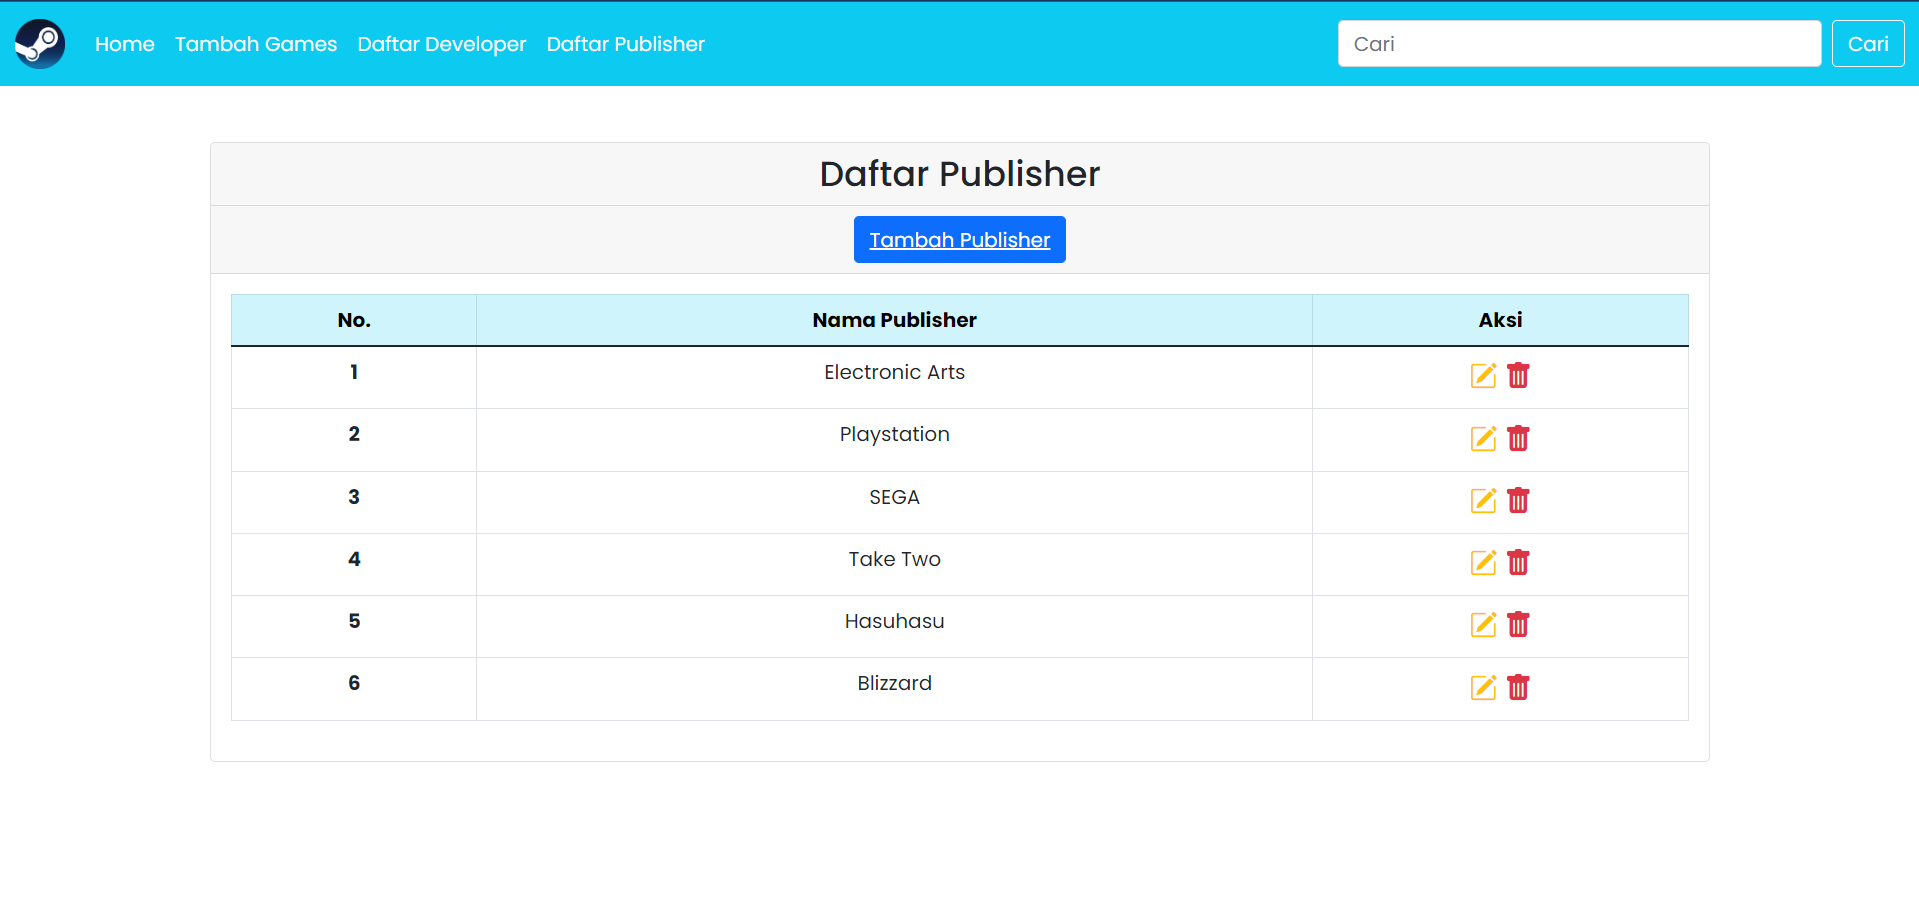 Home Tambah Games Daftar Developer Daftar Publisher Cari Cari
Daftar Publisher
Tambah Publisher
No. Nama Publisher Aksi
1 Electronic Arts
2 Playstation
3 SEGA
4 Take Two
5 Hasuhasu
6 Blizzard